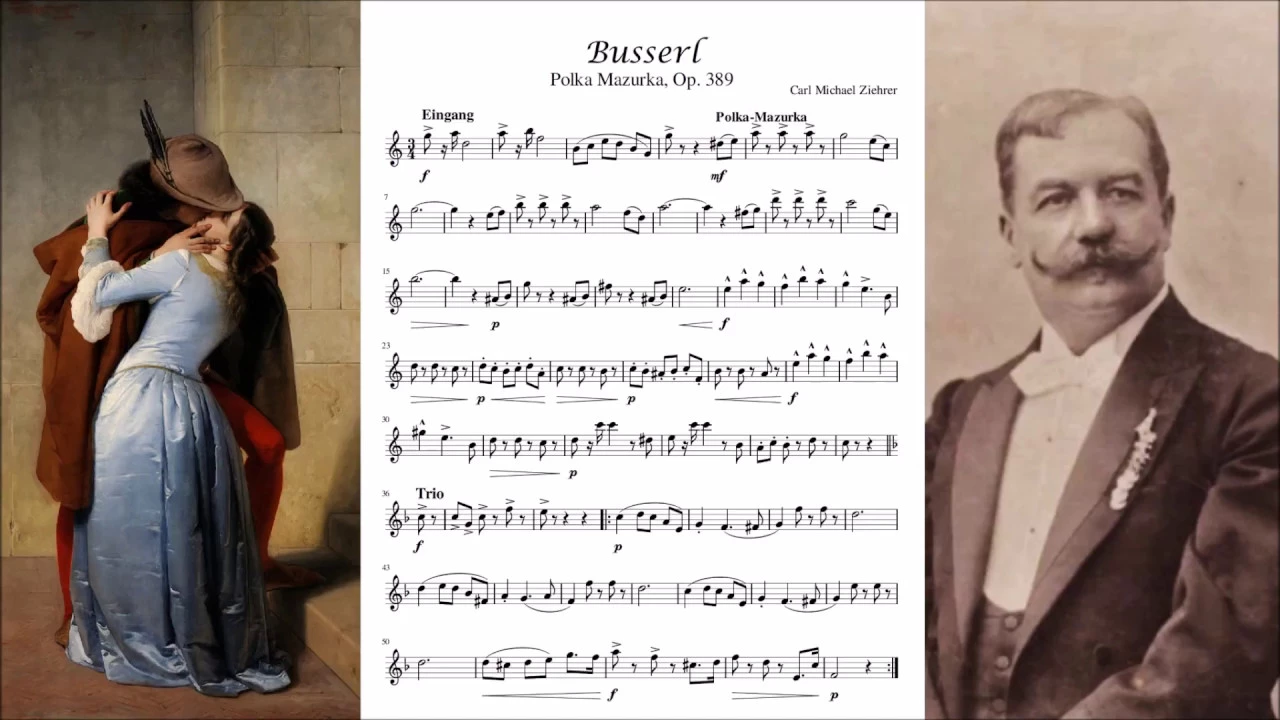 Busserl
Polka Mazurka, Op. 389
Carl Michael Ziehrer
Eingang
Polka-Mazurka
3
4
f
mf
7
15
p
f
23
p
p
f
30
p
36
Trio
f
p
43
50
f
p